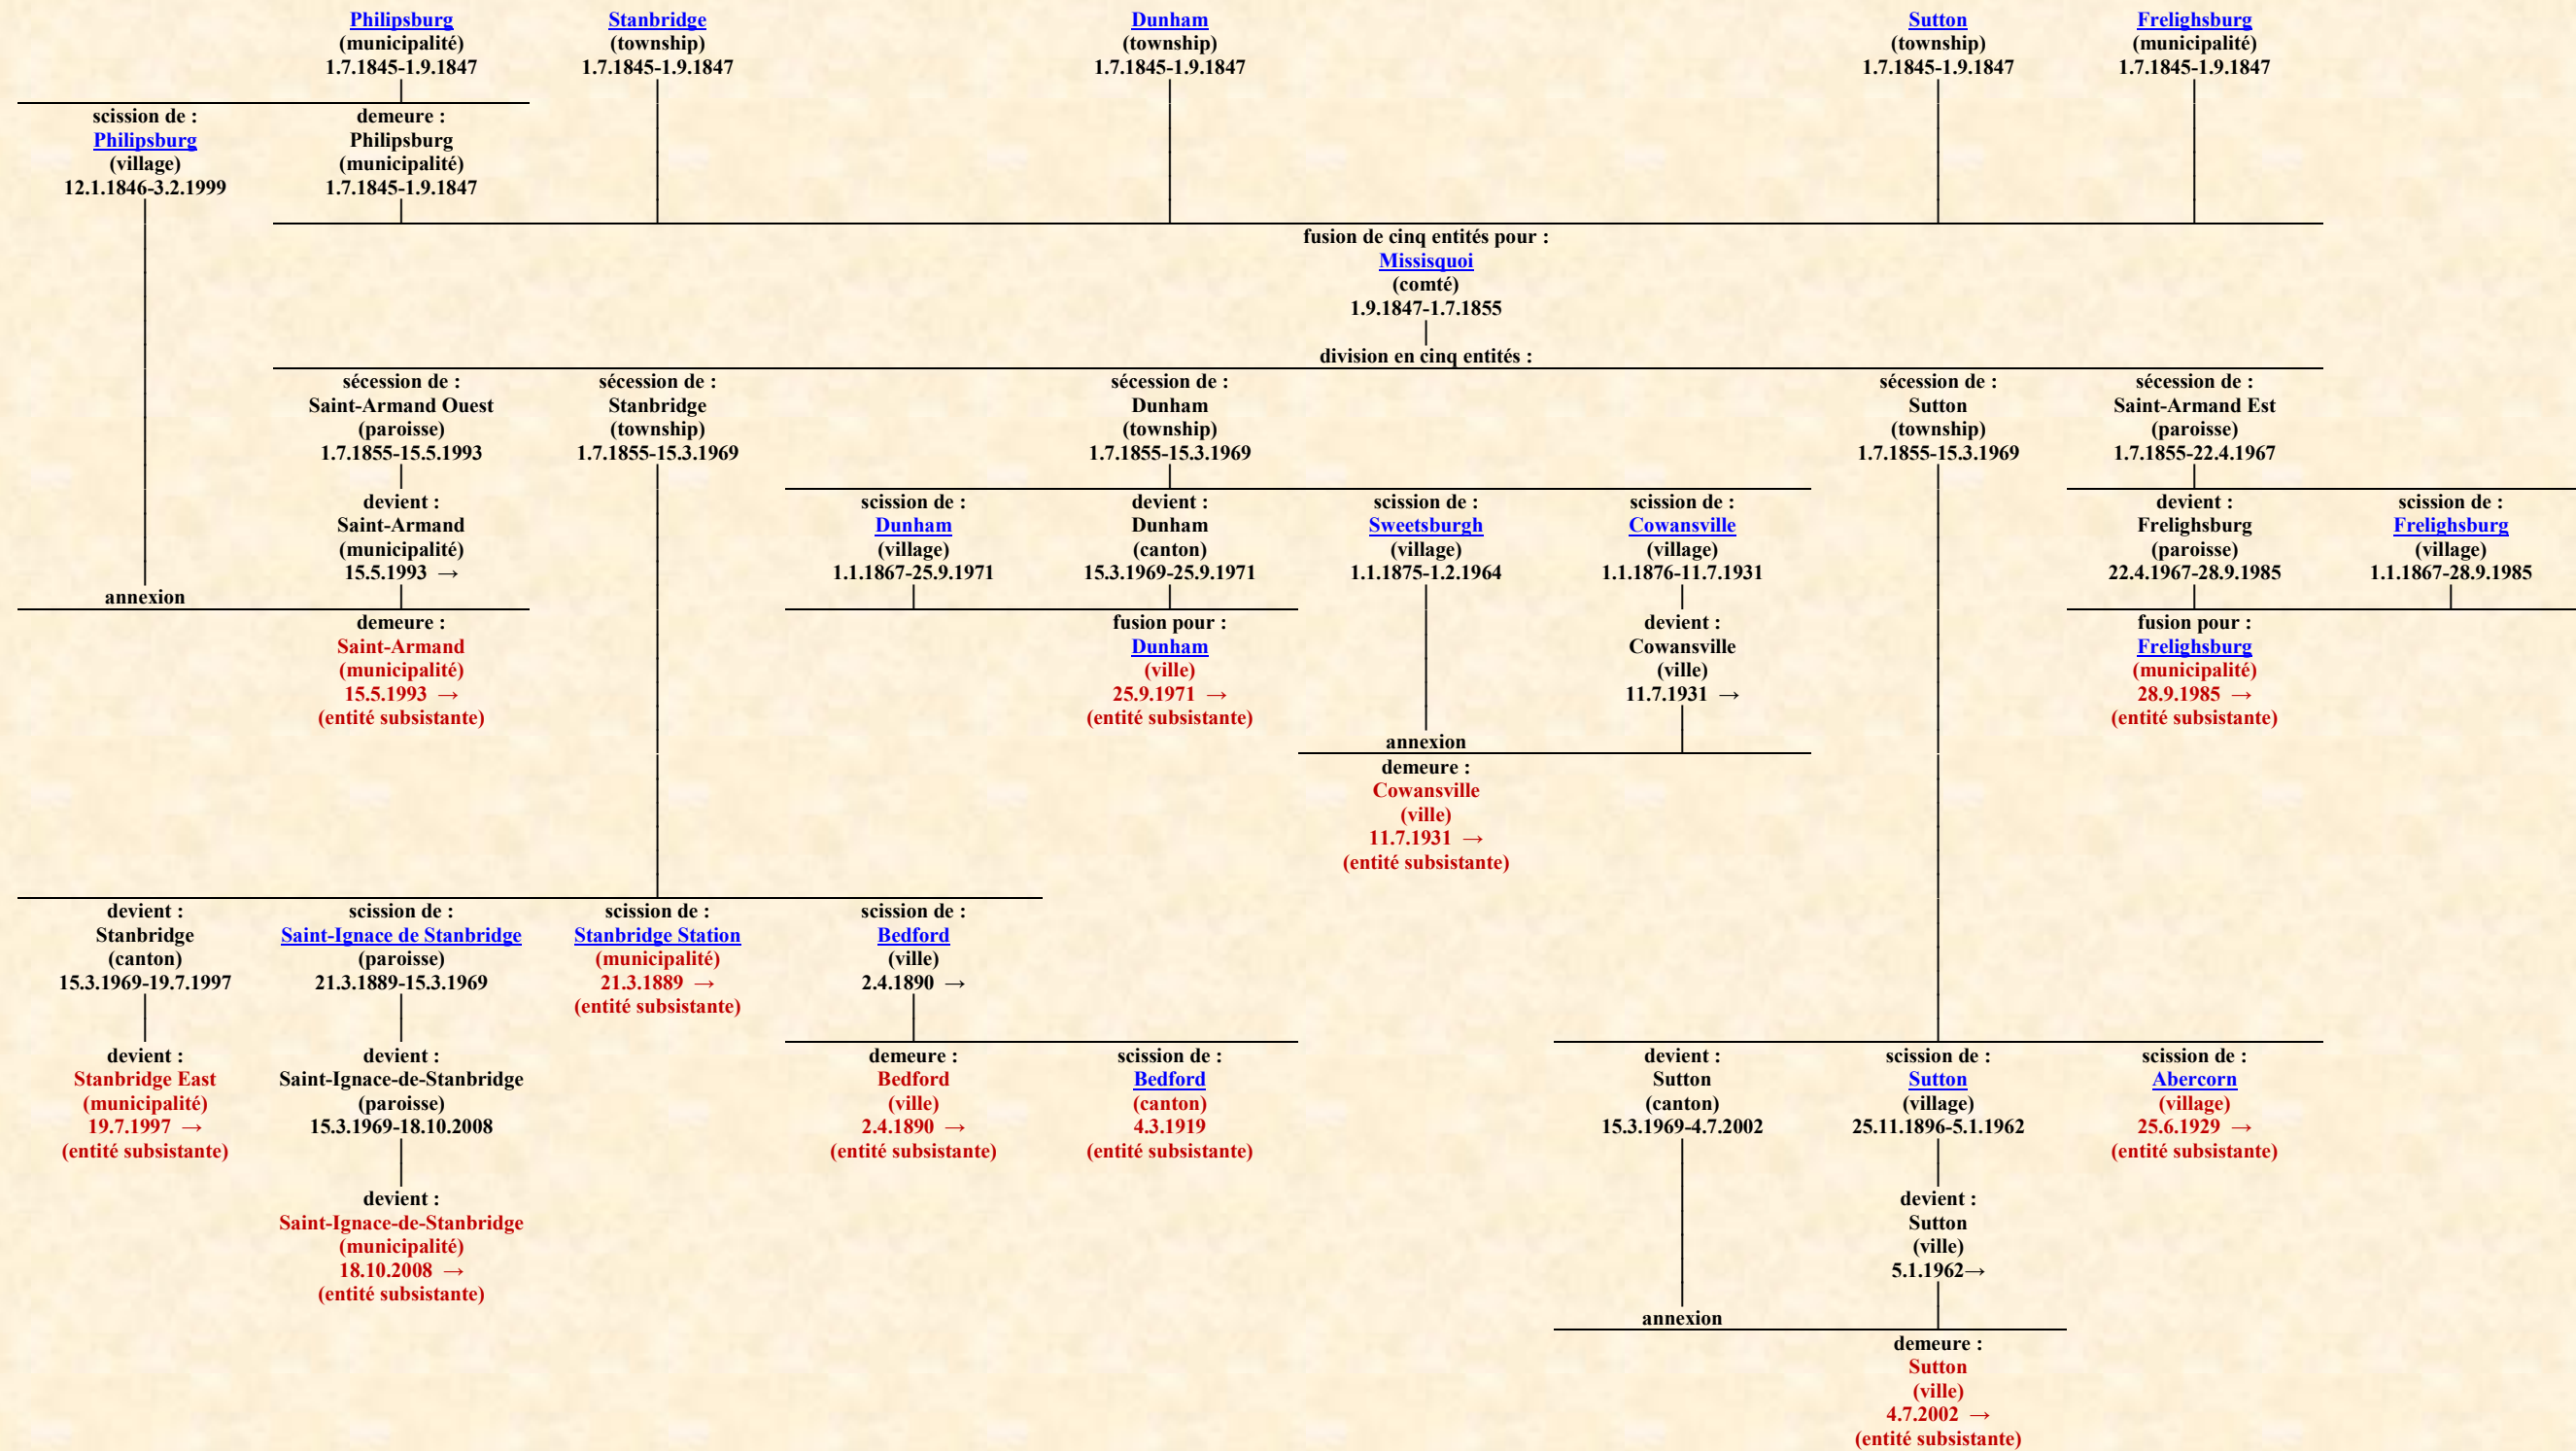 Philipsburg
(municipalité)
1.7.1845-1.9.1847
Stanbridge
(township)
1.7.1845-1.9.1847
Dunham
(township)
1.7.1845-1.9.1847
Sutton
(township)
1.7.1845-1.9.1847
Frelighsburg
(municipalité)
1.7.1845-1.9.1847
scission de :
Philipsburg
(village)
12.1.1846-3.2.1999
demeure :
Philipsburg
(municipalité)
1.7.1845-1.9.1847
fusion de cinq entités pour :
Missisquoi
(comté)
1.9.1847-1.7.1855
division en cinq entités :
sécession de :
Saint-Armand Ouest
(paroisse)
1.7.1855-15.5.1993
sécession de :
Stanbridge
(township)
1.7.1855-15.3.1969
sécession de :
Dunham
(township)
1.7.1855-15.3.1969
sécession de :
Sutton
(township)
1.7.1855-15.3.1969
sécession de :
Saint-Armand Est
(paroisse)
1.7.1855-22.4.1967
devient :
Saint-Armand
(municipalité)
15.5.1993 →
scission de :
Dunham
(village)
1.1.1867-25.9.1971
devient :
Dunham
(canton)
15.3.1969-25.9.1971
scission de :
Sweetsburgh
(village)
1.1.1875-1.2.1964
scission de :
Cowansville
(village)
1.1.1876-11.7.1931
devient :
Frelighsburg
(paroisse)
22.4.1967-28.9.1985
scission de :
Frelighsburg
(village)
1.1.1867-28.9.1985
annexion
demeure :
Saint-Armand
(municipalité)
15.5.1993 →
(entité subsistante)
fusion pour :
Dunham
(ville)
25.9.1971 →
(entité subsistante)
devient :
Cowansville
(ville)
11.7.1931 →
fusion pour :
Frelighsburg
(municipalité)
28.9.1985 →
(entité subsistante)
annexion
demeure :
Cowansville
(ville)
11.7.1931 →
(entité subsistante)
devient :
Stanbridge
(canton)
15.3.1969-19.7.1997
scission de :
Saint-Ignace de Stanbridge
(paroisse)
21.3.1889-15.3.1969
scission de :
Stanbridge Station
(municipalité)
21.3.1889 →
(entité subsistante)
scission de :
Bedford
(ville)
2.4.1890 →
devient :
Stanbridge East
(municipalité)
19.7.1997 →
(entité subsistante)
devient :
Saint-Ignace-de-Stanbridge
(paroisse)
15.3.1969-18.10.2008
demeure :
Bedford
(ville)
2.4.1890 →
(entité subsistante)
scission de :
Bedford
(canton)
4.3.1919
(entité subsistante)
devient :
Sutton
(canton)
15.3.1969-4.7.2002
scission de :
Sutton
(village)
25.11.1896-5.1.1962
scission de :
Abercorn
(village)
25.6.1929 →
(entité subsistante)
devient :
Saint-Ignace-de-Stanbridge
(municipalité)
18.10.2008 →
(entité subsistante)
devient :
Sutton
(ville)
5.1.1962→
annexion
demeure :
Sutton
(ville)
4.7.2002 →
(entité subsistante)